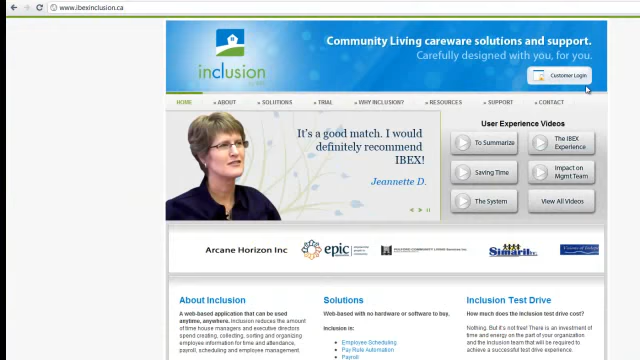 www.ibexinclusion.ca
inclusion
Community Living careware solutions and support.
Carefully designed with you, for you.
Customer Login
HOME
» ABOUT
» SOLUTIONS
» TRIAL
» WHY INCLUSION?
» RESOURCES
» SUPPORT
» CONTACT
It's a good match. I would
definitely recommend
IBEX!
Jeannette D.
User Experience Videos
To Summarize
The IBEX
Experience
Saving Time
Impact on
Mgmt Team
The System
View All Videos
Arcane Horizon Inc
epic
Simaril
About Inclusion
A web-based application that can be used
anytime, anywhere. Inclusion reduces the amount
of time house managers and executive directors
spend creating, collecting, sorting and organizing
employee information for time and attendance,
payroll, scheduling and employee management.
Solutions
Web-based with no hardware or software to buy.
Inclusion is:
Employee Scheduling
Pay Rule Automation
Payroll
Inclusion Test Drive
How much does the inclusion test drive cost?
Nothing. But it's not free! There is an investment of
time and energy on the part of your organization
and the Inclusion team that will be required to
achieve a successful test drive experience.